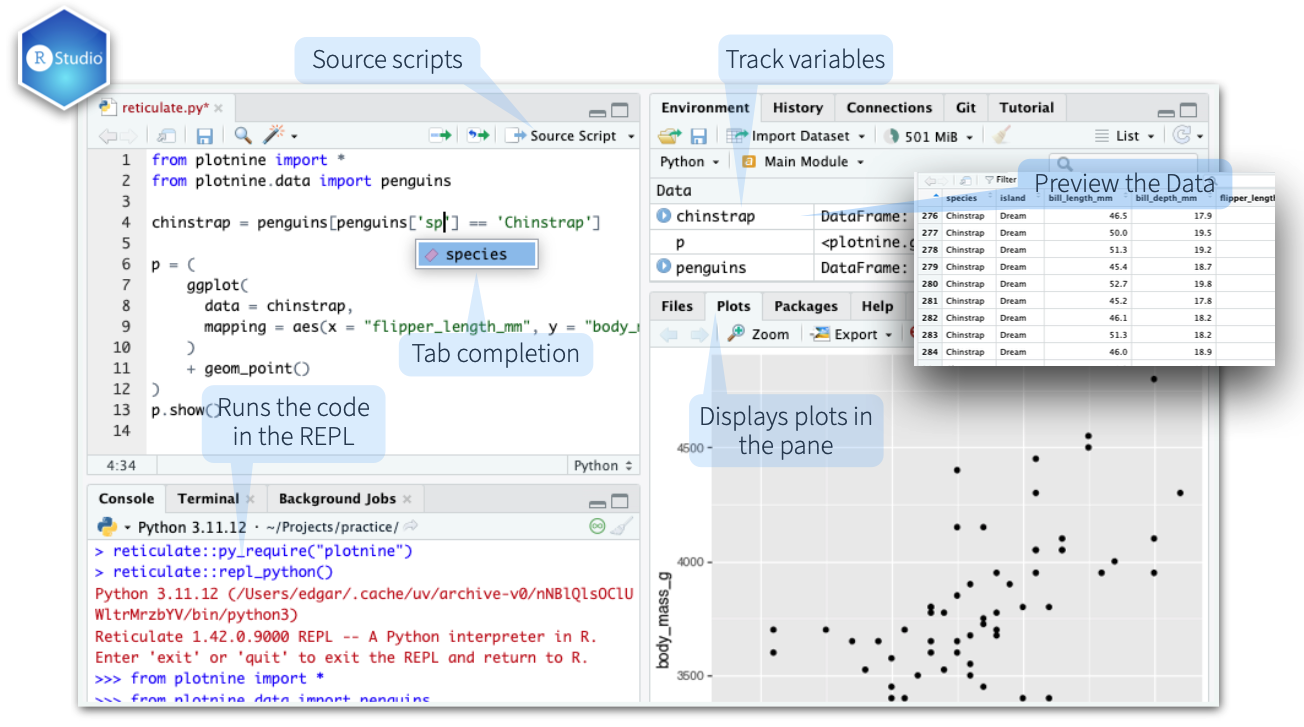 R Studio
Source scripts
Track variables
reticulate.py*
Source Script
1 from plotnine import *
2 from plotnine.data import penguins
3
4 chinstrap = penguins[penguins['sp'] == 'Chinstrap']
species
5
6 p = (
7 ggplot(
8 data = chinstrap,
9 mapping = aes(x = "flipper_length_mm", y = "body_
10 )
11 + geom_point()
12 )
13 p.show()
14
Tab completion
Runs the code
in the REPL
4:34 Python
Console Terminal Background Jobs
Python 3.11.12 · ~/Projects/practice/
> reticulate::py_require("plotnine")
> reticulate::repl_python()
Python 3.11.12 (/Users/edgar/.cache/uv/archive-v0/nNBlQlsOClU
WltrMrzbYV/bin/python3)
Reticulate 1.42.0.9000 REPL -- A Python interpreter in R.
Enter 'exit' or 'quit' to exit the REPL and return to R.
>>> from plotnine import *
>>> from plotnine.data import penguins
Environment History Connections Git Tutorial
Import Dataset 501 MiB List
Python Main Module
Data
chinstrap DataFrame:
p <plotnine.g
penguins DataFrame:
Preview the Data
Filter
species island bill_length_mm bill_depth_mm flipper_lengt
276 Chinstrap Dream 46.5 17.9
277 Chinstrap Dream 50.0 19.5
278 Chinstrap Dream 51.3 19.2
279 Chinstrap Dream 45.4 18.7
280 Chinstrap Dream 52.7 19.8
281 Chinstrap Dream 45.2 17.8
282 Chinstrap Dream 46.1 18.2
283 Chinstrap Dream 51.3 18.2
284 Chinstrap Dream 46.0 18.9
Files Plots Packages Help
Zoom Export
Displays plots in
the pane
4500
4000
3500
body_mass_g